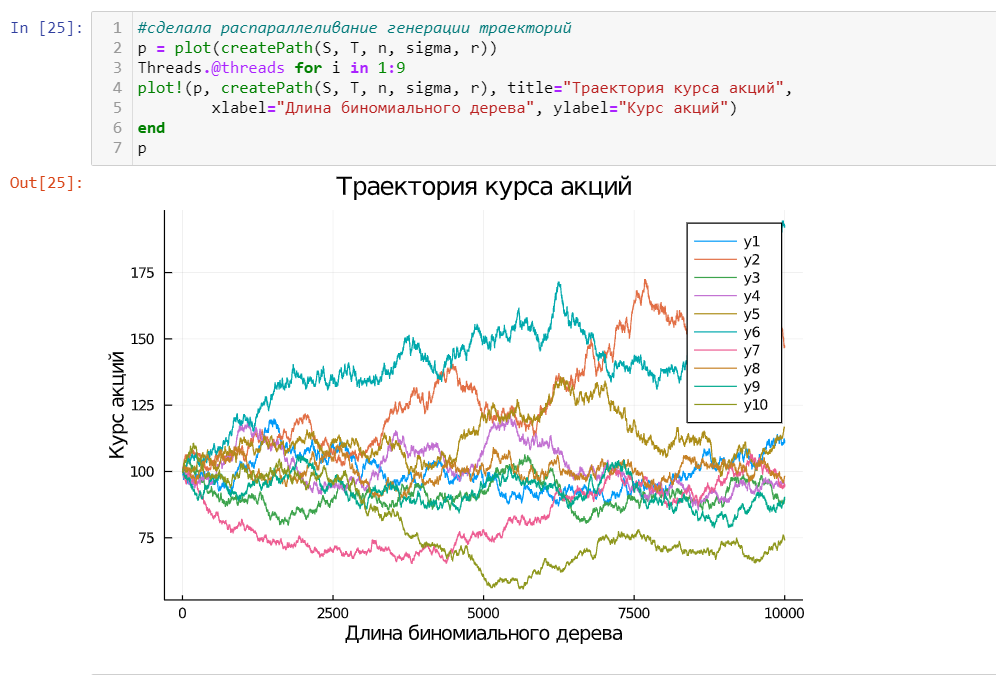 In [25]:
1 #сделала распараллеливание генерации траекторий
2 p = plot(createPath(S, T, n, sigma, r))
3 Threads.@threads for i in 1:9
4 plot!(p, createPath(S, T, n, sigma, r), title="Траектория курса акций",
5         xlabel="Длина биномиального дерева", ylabel="Курс акций")
6 end
7 p
Out[25]:
Траектория курса акций
y1
y2
y3
y4
y5
y6
y7
y8
y9
y10
175
150
125
100
75
Курс акций
0 2500 5000 7500 10000
Длина биномиального дерева